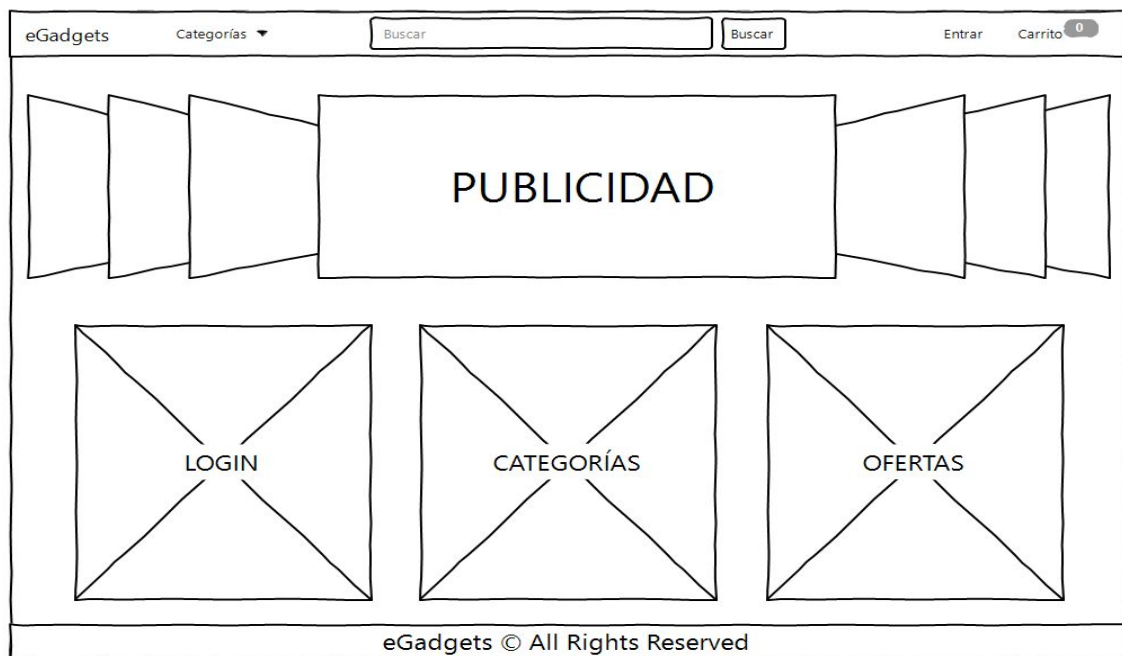 eGadgets Categorías Buscar Buscar Entrar Carrito 0
PUBLICIDAD
LOGIN CATEGORÍAS OFERTAS
eGadgets © All Rights Reserved